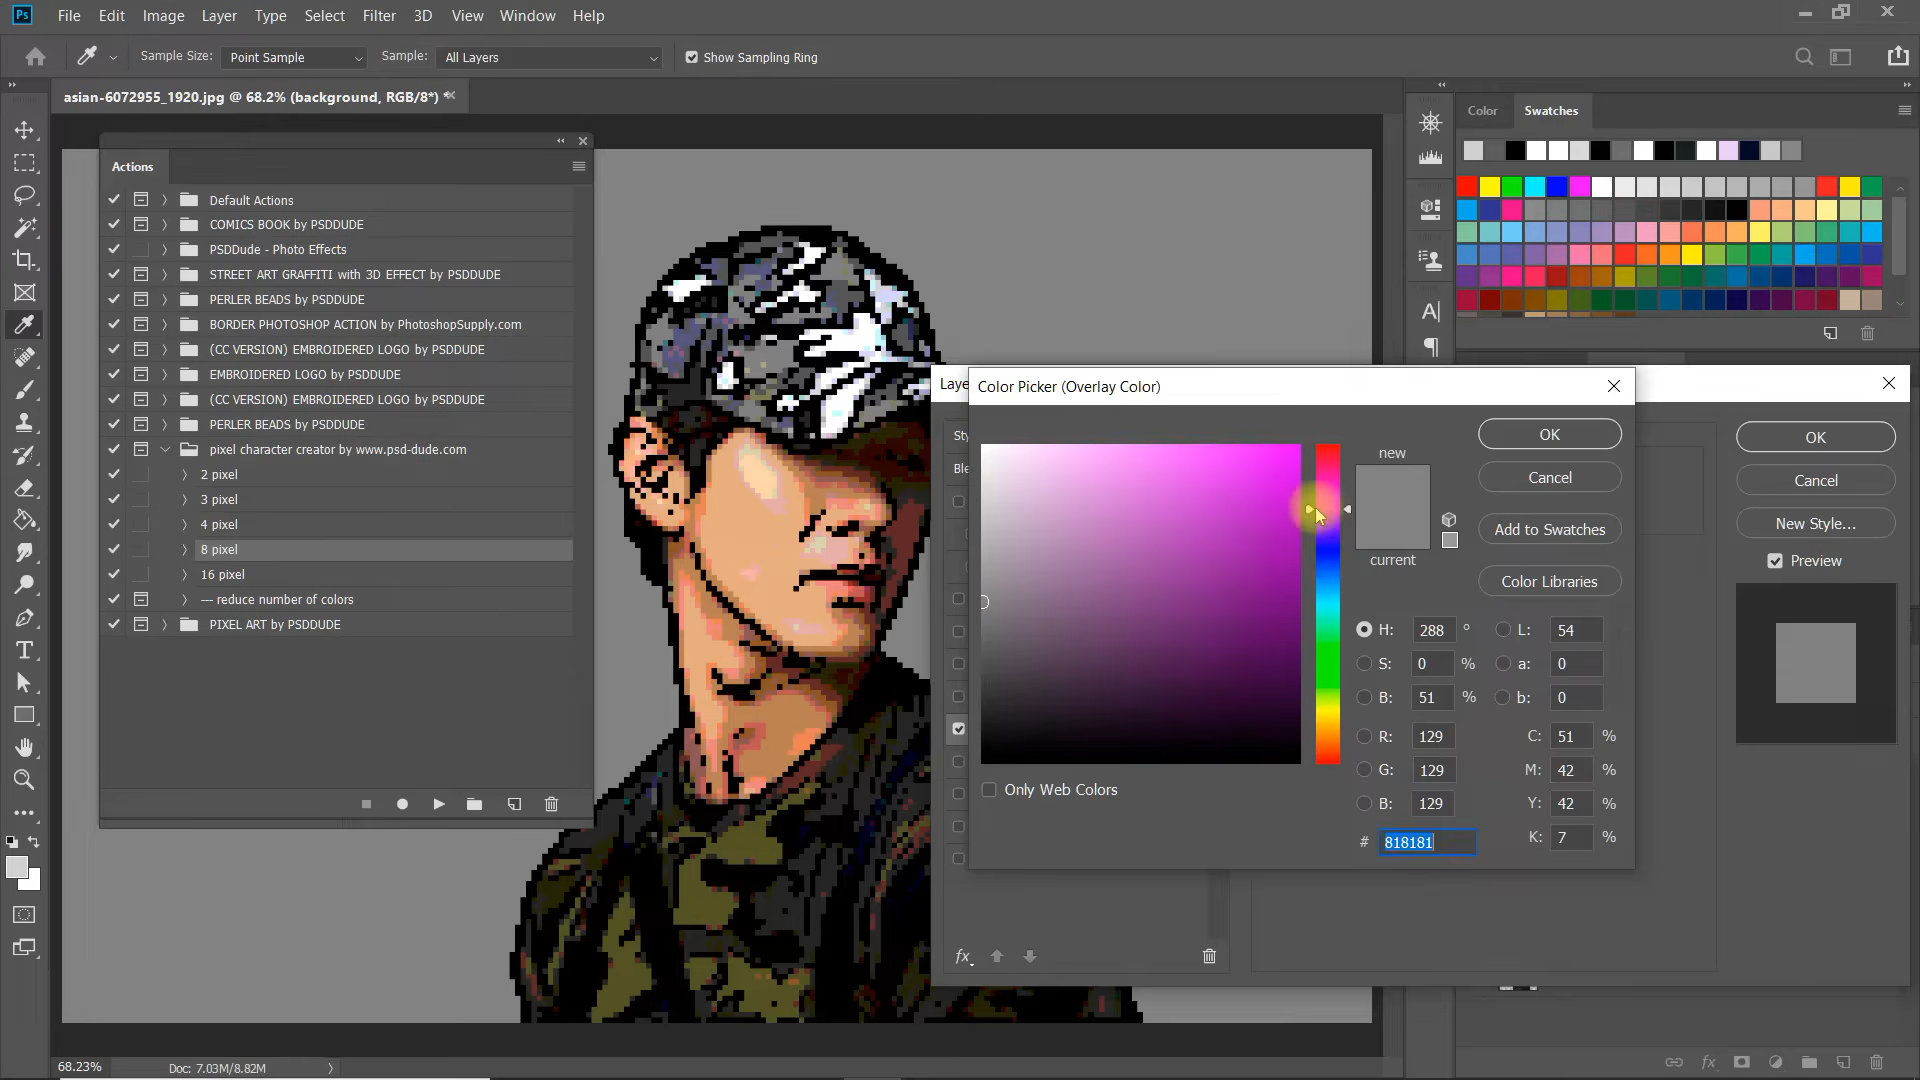 Ps File Edit Image Layer Type Select Filter 3D View Window Help
Sample Size: Point Sample Sample: All Layers Show Sampling Ring
asian-6072955_1920.jpg @ 68.2% (background, RGB/8*) *
Color Swatches
Actions
Default Actions
COMICS BOOK by PSDDUDE
PSDDude - Photo Effects
STREET ART GRAFFITI with 3D EFFECT by PSDDUDE
PERLER BEADS by PSDDUDE
BORDER PHOTOSHOP ACTION by PhotoshopSupply.com
(CC VERSION) EMBROIDERED LOGO by PSDDUDE
EMBROIDERED LOGO by PSDDUDE
(CC VERSION) EMBROIDERED LOGO by PSDDUDE
PERLER BEADS by PSDDUDE
pixel character creator by www.psd-dude.com
2 pixel
3 pixel
4 pixel
8 pixel
16 pixel
--- reduce number of colors
PIXEL ART by PSDDUDE
Laye
Sty
Ble
Color Picker (Overlay Color)
new
current
OK
Cancel
Add to Swatches
Color Libraries
H: 288 ° L: 54
S: 0 % a: 0
B: 51 % b: 0
R: 129 C: 51 %
G: 129 M: 42 %
B: 129 Y: 42 %
# 818181 K: 7 %
Only Web Colors
OK
Cancel
New Style...
Preview
fx
fx
68.23% Doc: 7.03M/8.82M